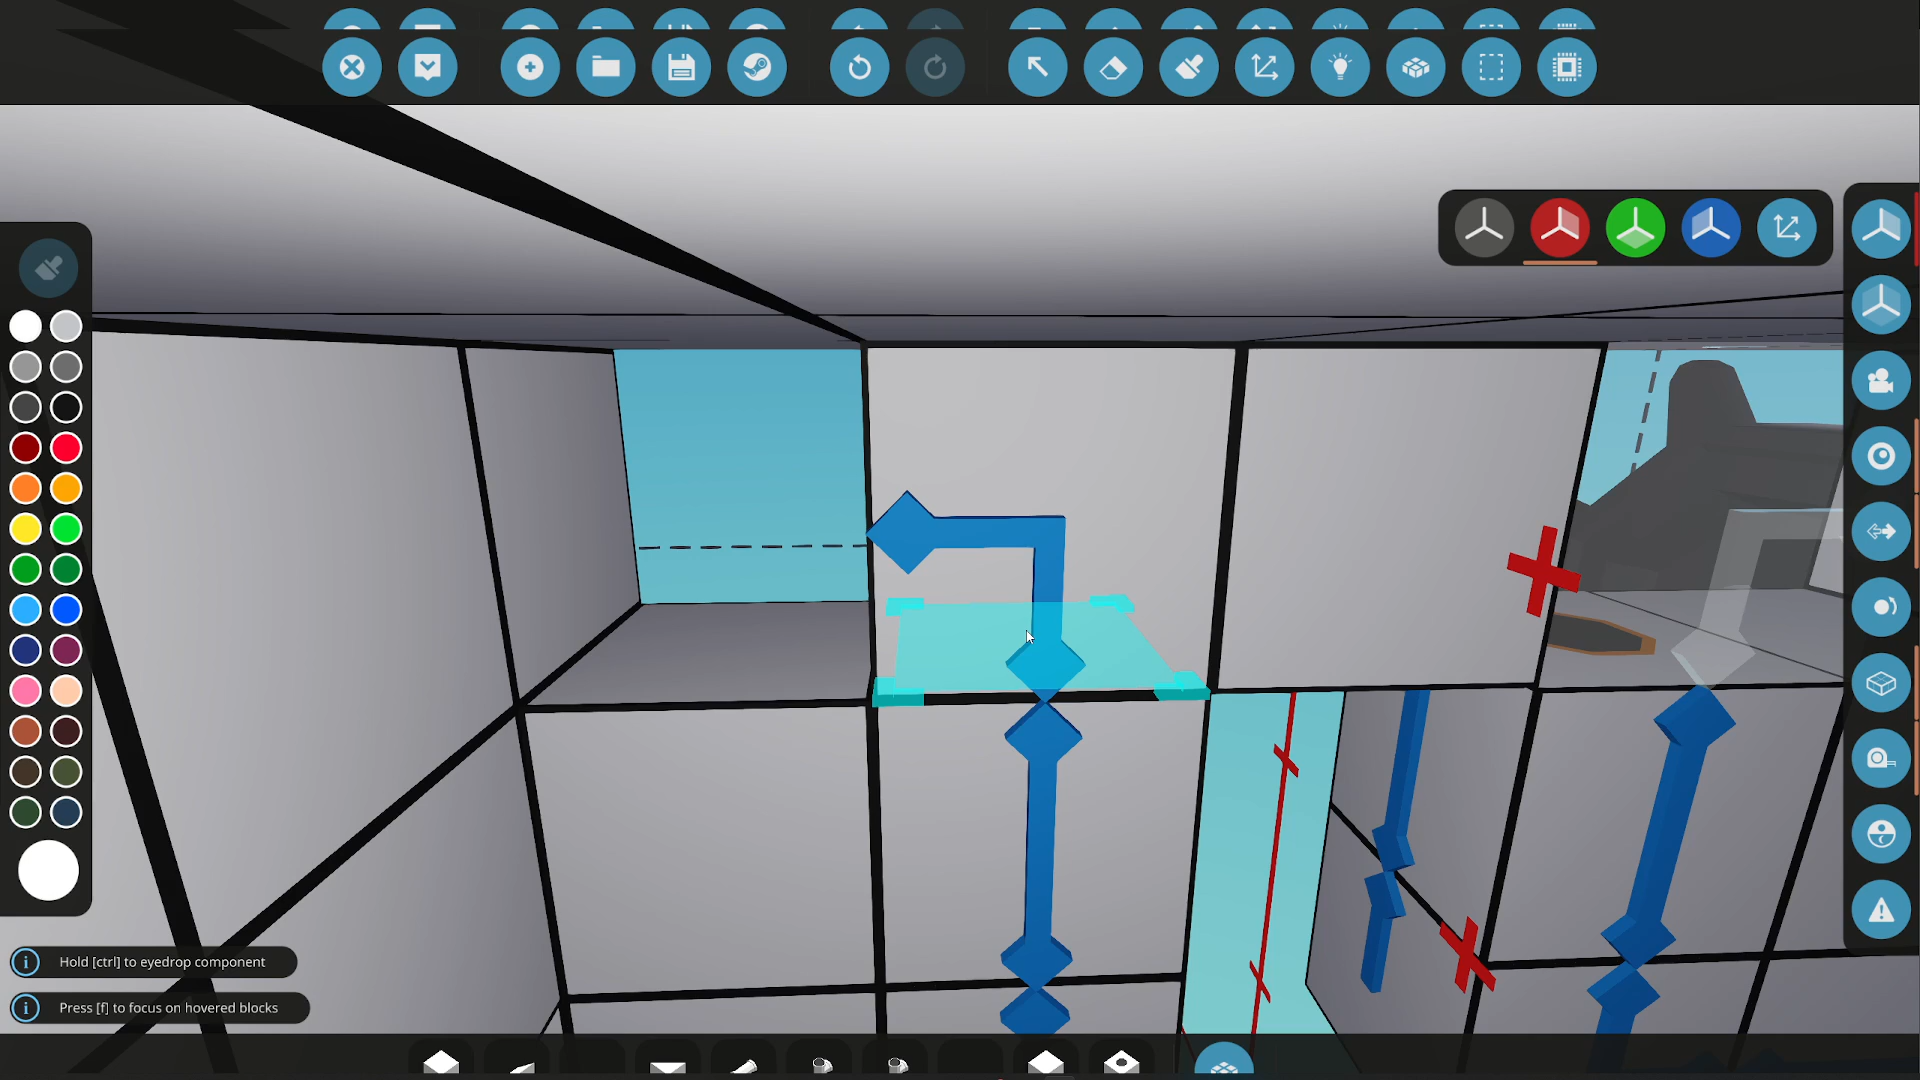 Hold [ctrl] to eyedrop component
Press [f] to focus on hovered blocks